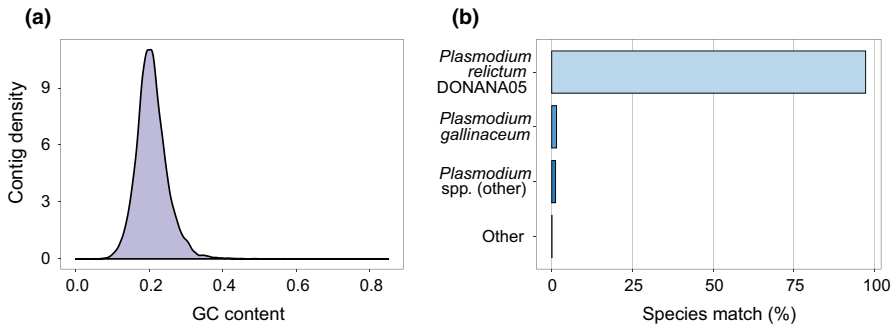 (a)
Contig density
9
6
3
0
0.0 0.2 0.4 0.6 0.8
GC content
(b)
Plasmodium
relictum
DONANA05
Plasmodium
gallinaceum
Plasmodium
spp. (other)
Other
0 25 50 75 100
Species match (%)